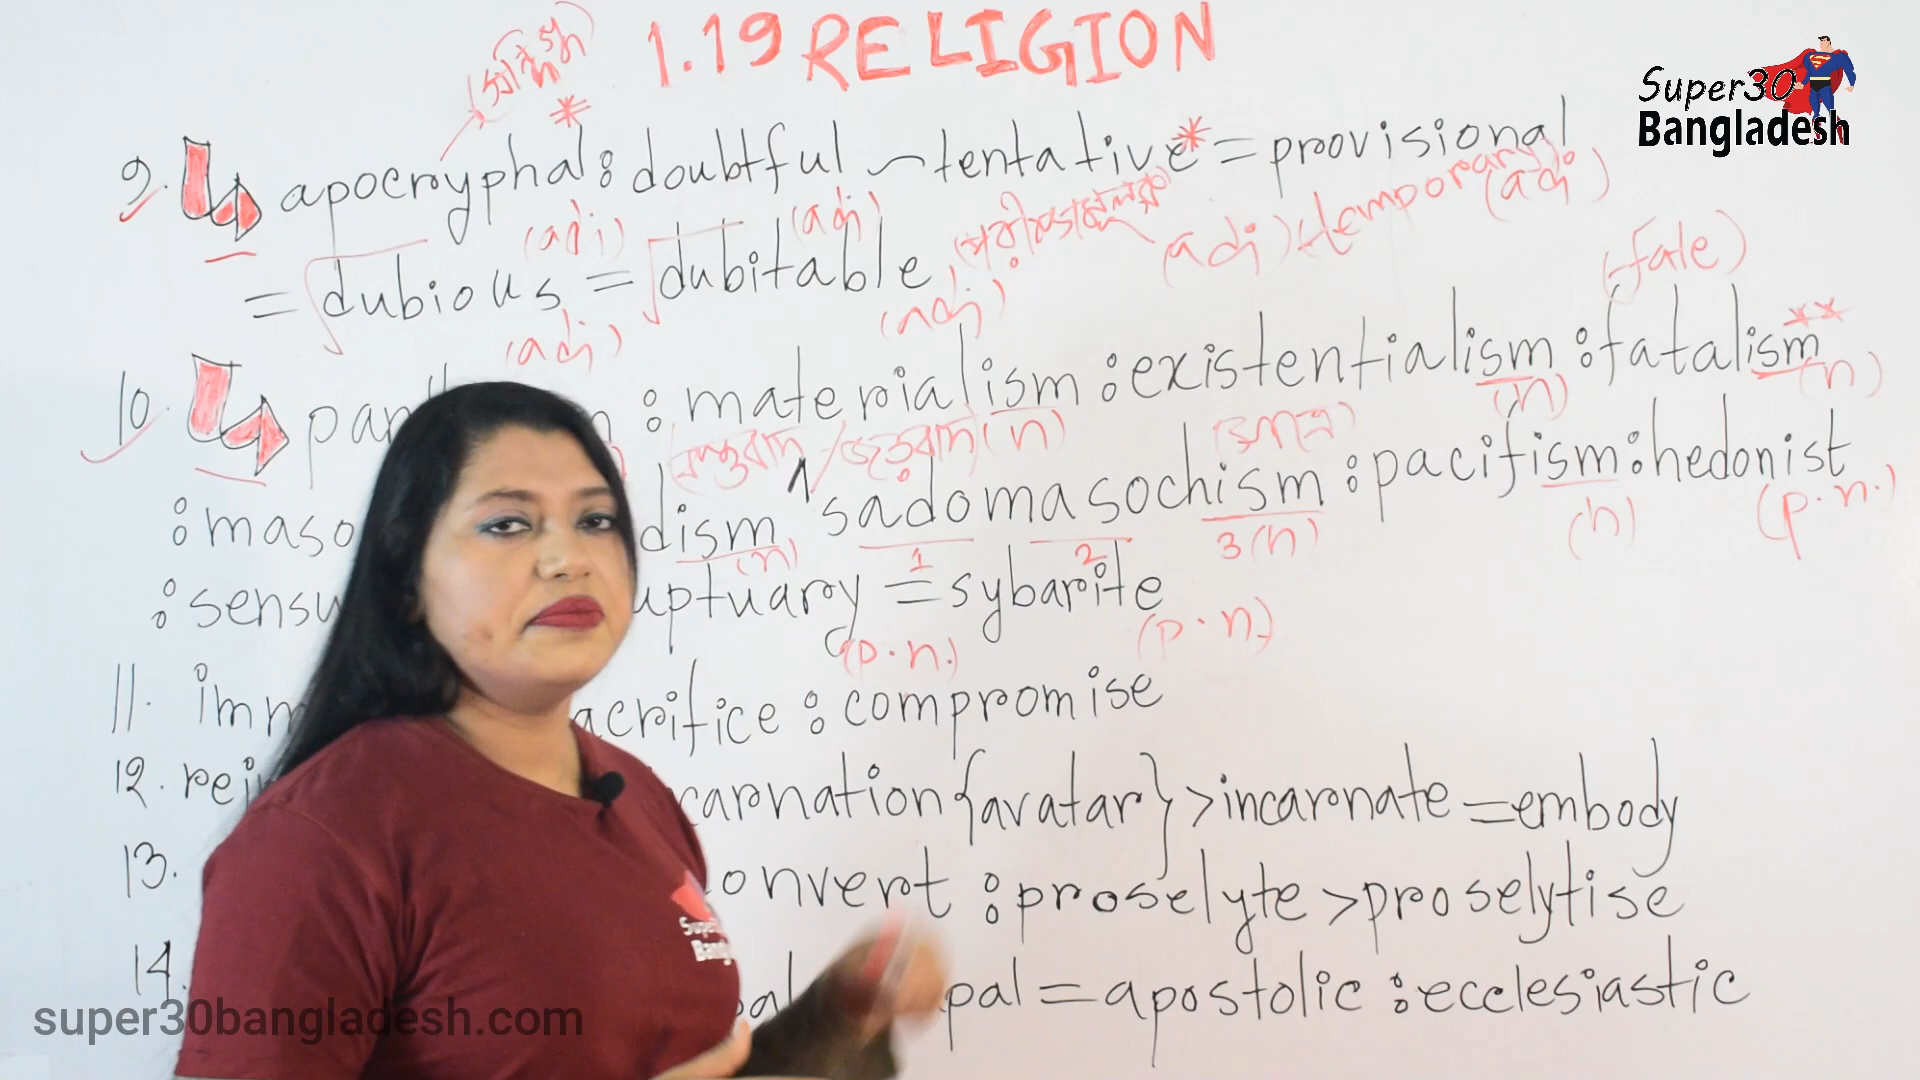 1.19 RELIGION
Super30
Bangladesh
9. apocryphal : doubtful ~ tentative* = provisional
(adj) (adj) (adj) temporary (adj)
= dubious = dubitable
(adj) (adj)
(fate)
10. : materialism : existentialism : fatalism**
বস্তুবাদ / জড়বাদ (n) (n) (n)
: maso dism sadomasochism : pacifism : hedonist
(n) 1 2 3 (n) (n) (p.n.)
: sensu uptuary = sybarite
(p.n.) (p.n)
11. imm acrifice : compromise
12. rei carnation {avatar} > incarnate = embody
13. onvert : proselyte > proselytise
14. pal = apostolic : ecclesiastic
super30bangladesh.com